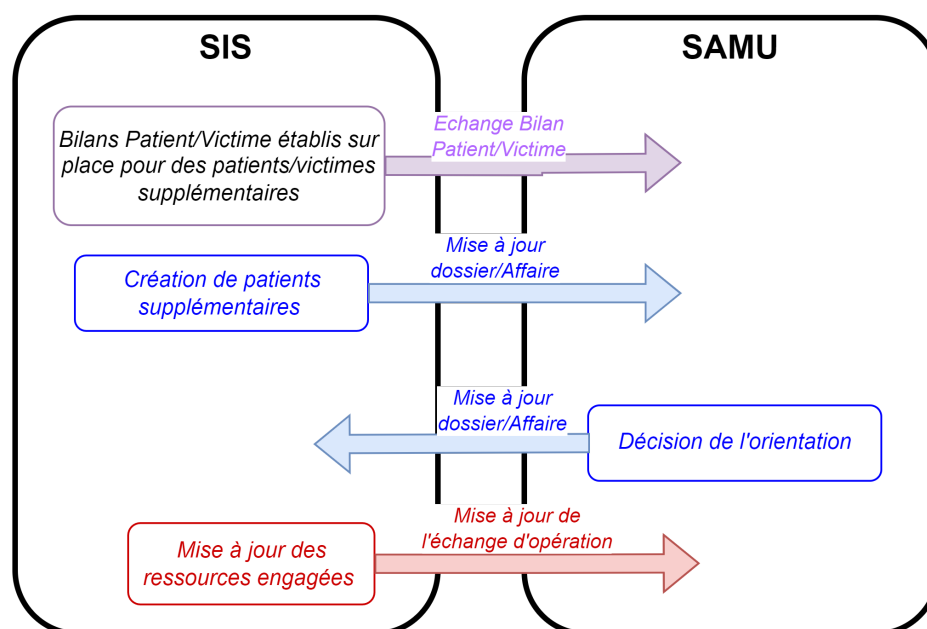 SIS
SAMU
Bilans Patient/Victime établis sur
place pour des patients/victimes
supplémentaires
Echange Bilan
Patient/Victime
Création de patients
supplémentaires
Mise à jour
dossier/Affaire
Mise à jour
dossier/Affaire
Décision de l'orientation
Mise à jour des
ressources engagées
Mise à jour de
l'échange d'opération